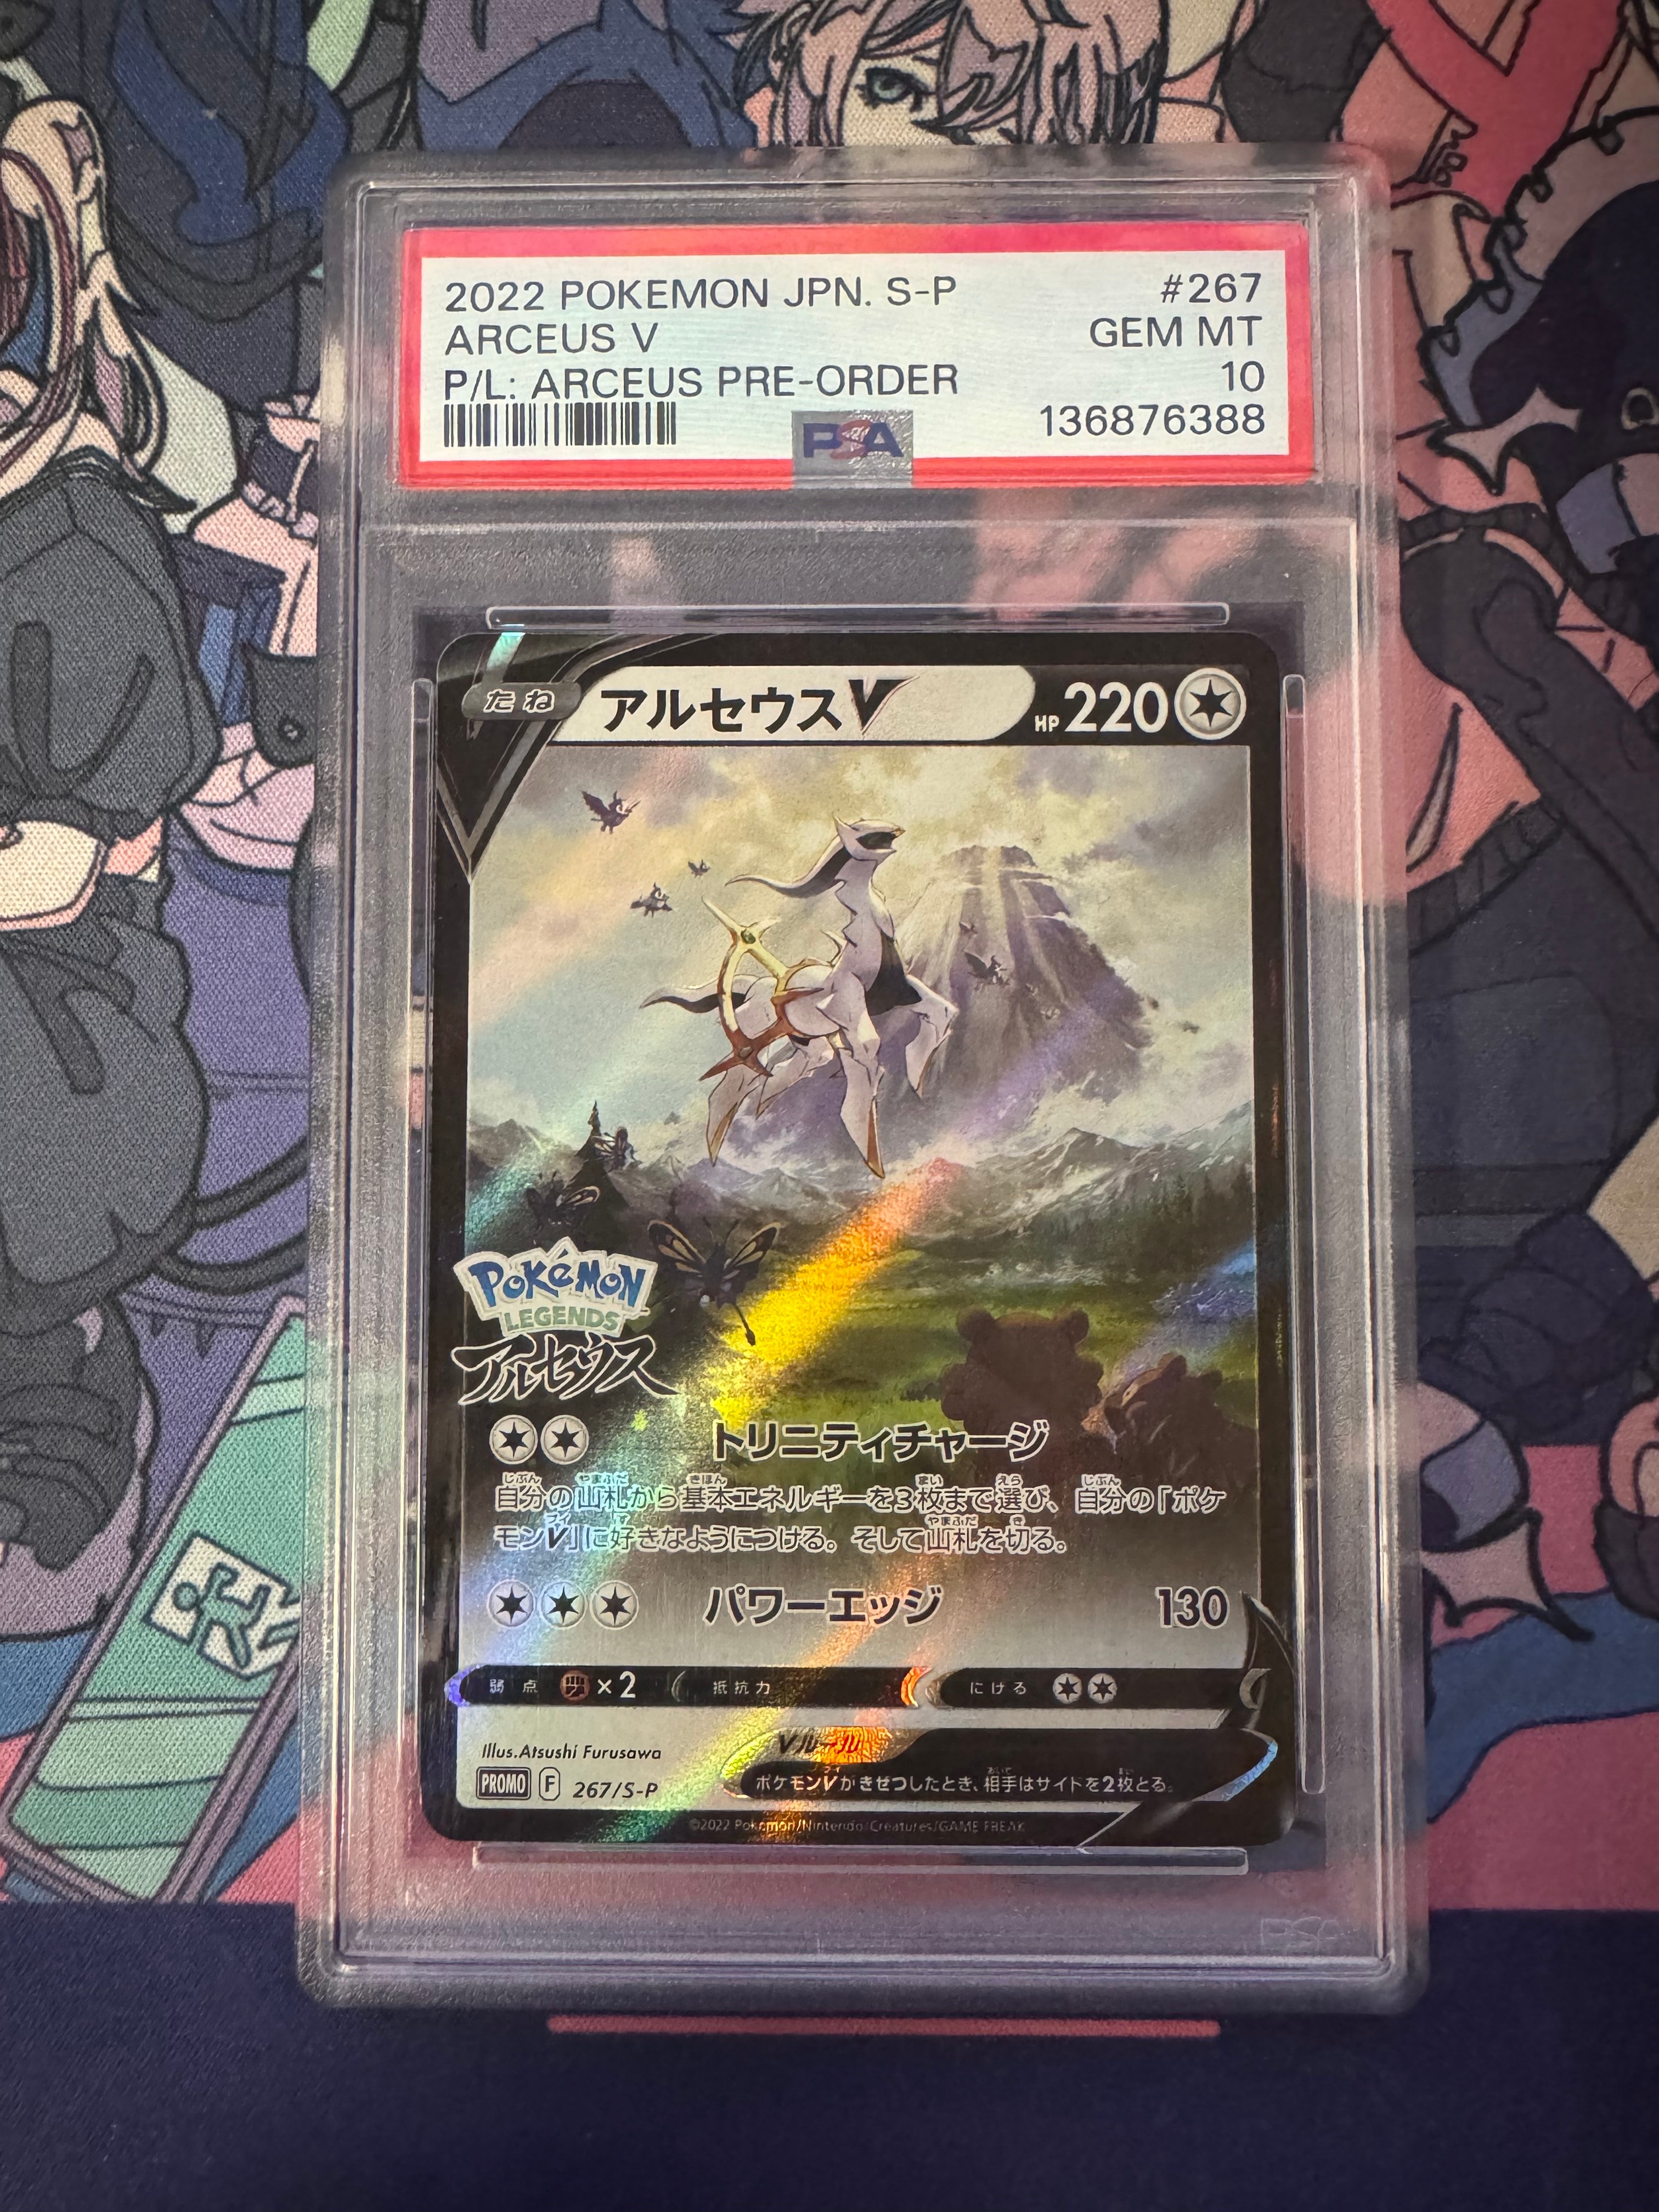 2022 POKEMON JPN. S-P #267
ARCEUS V GEM MT
P/L: ARCEUS PRE-ORDER 10
136876388
PSA
たね アルセウスV HP 220
Pokémon
LEGENDS
アルセウス
トリニティチャージ
自分の山札から基本エネルギーを3枚まで選び、自分の「ポケ
モンV」に好きなようにつける。そして山札を切る。
パワーエッジ 130
弱点 ×2 抵抗力 にげる
Illus.Atsushi Furusawa
Vルール
PROMO F 267/S-P
ポケモンVがきぜつしたとき、相手はサイドを2枚とる。
©2022 Pokémon/Nintendo/Creatures/GAME FREAK
PSA